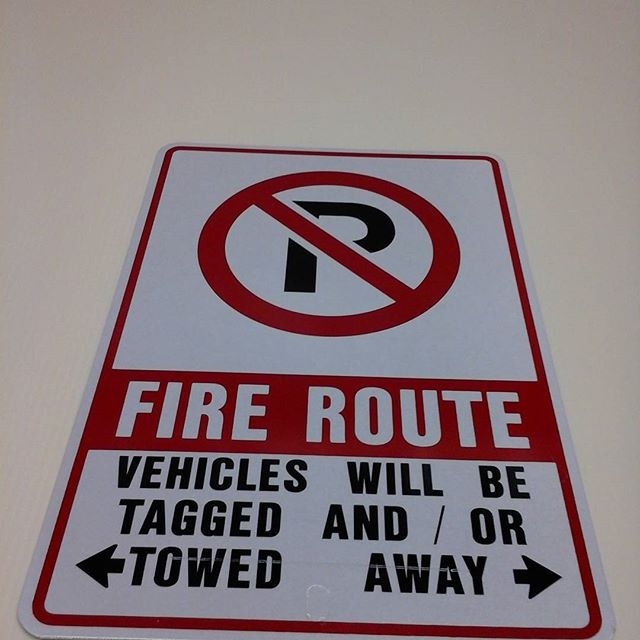 P
FIRE ROUTE
VEHICLES WILL BE
TAGGED AND / OR
TOWED AWAY